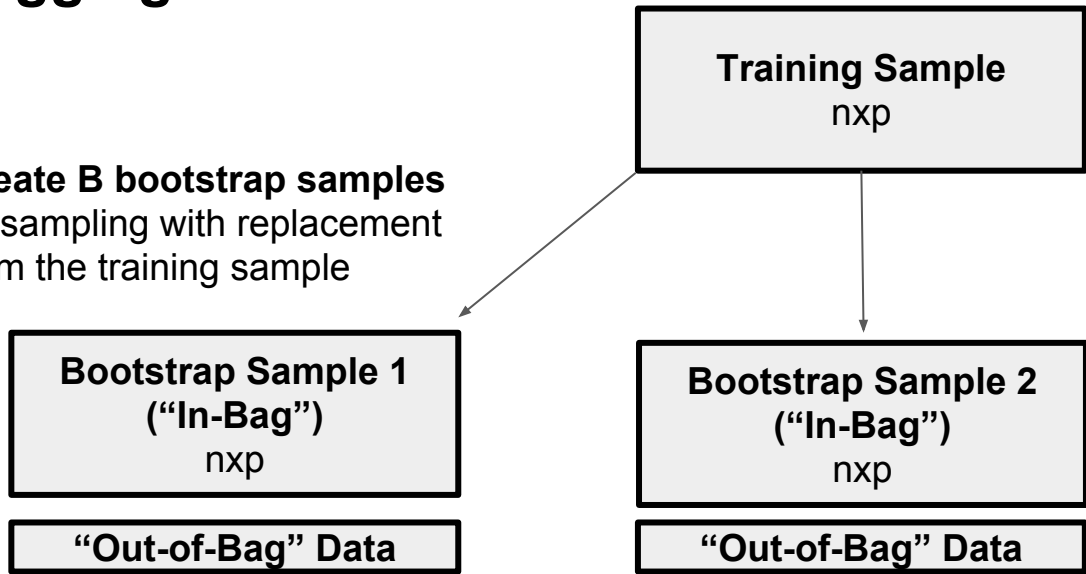 Training Sample
nxp
eate B bootstrap samples
sampling with replacement
m the training sample
Bootstrap Sample 1
(“In-Bag”)
nxp
“Out-of-Bag” Data
Bootstrap Sample 2
(“In-Bag”)
nxp
“Out-of-Bag” Data